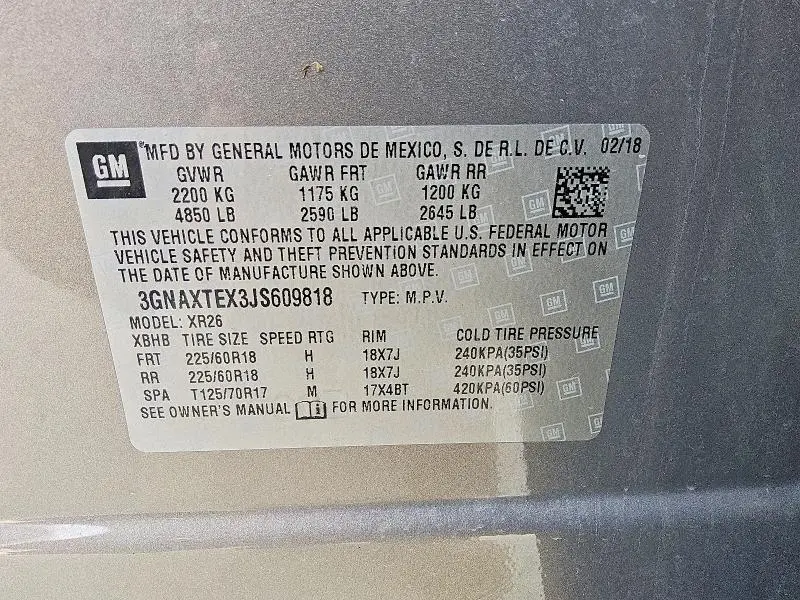 GM ® MFD BY GENERAL MOTORS DE MEXICO, S. DE R.L. DE C.V. 02/18
GVWR GAWR FRT GAWR RR
2200 KG 1175 KG 1200 KG
4850 LB 2590 LB 2645 LB
THIS VEHICLE CONFORMS TO ALL APPLICABLE U.S. FEDERAL MOTOR
VEHICLE SAFETY AND THEFT PREVENTION STANDARDS IN EFFECT ON
THE DATE OF MANUFACTURE SHOWN ABOVE.
3GNAXTEX3JS609818 TYPE: M.P.V.
MODEL: XR26
XBHB TIRE SIZE SPEED RTG RIM COLD TIRE PRESSURE
FRT 225/60R18 H 18X7J 240KPA(35PSI)
RR 225/60R18 H 18X7J 240KPA(35PSI)
SPA T125/70R17 M 17X4BT 420KPA(60PSI)
SEE OWNER'S MANUAL FOR MORE INFORMATION.